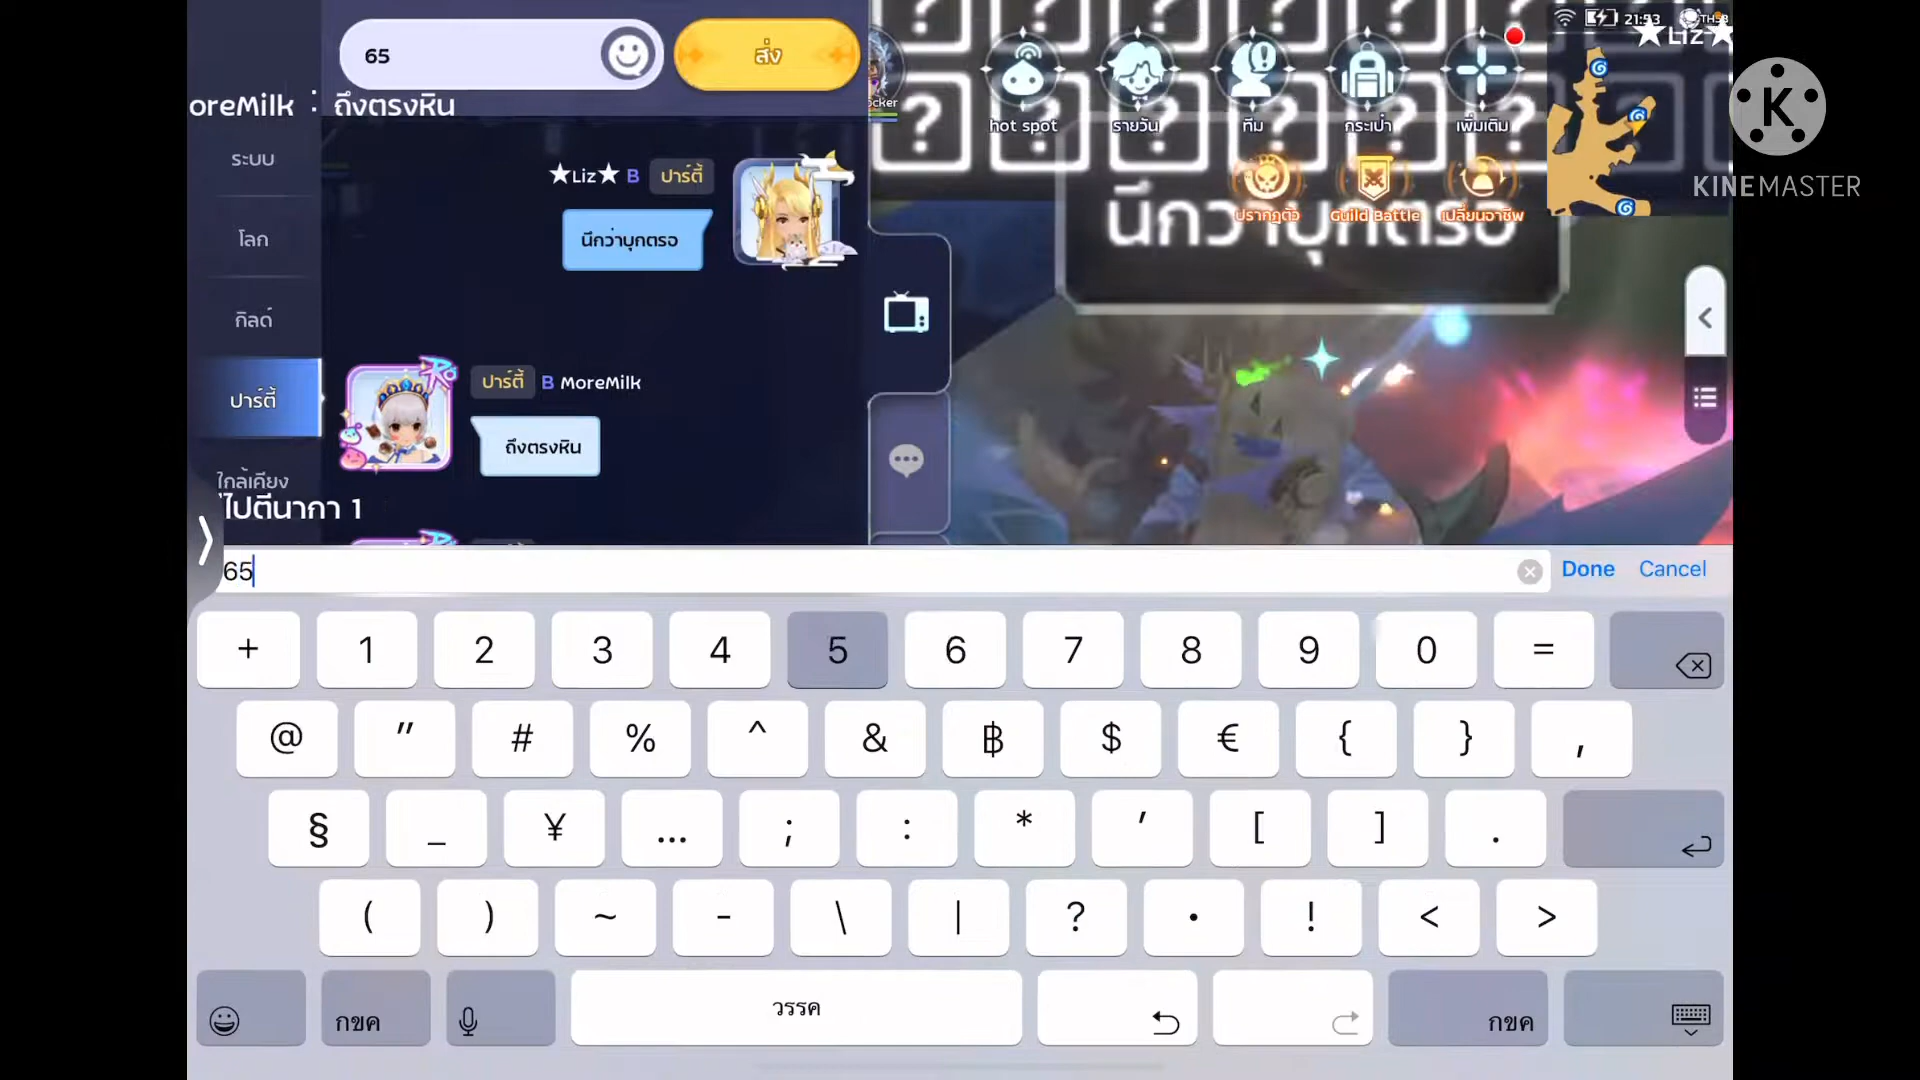 65
ส่ง
oreMilk : ถึงตรงหิน
ระบบ
โลก
กิลด์
ปาร์ตี้
ใกล้เคียง
★Liz★ B ปาร์ตี้
นึกว่าบุกตรอ
ปาร์ตี้ B MoreMilk
ถึงตรงหิน
ไปตีนากา 1
ocker
hot spot
รายวัน
ทีม
กระเป๋า
เพิ่มเติม
ปรากฏตัว
Guild Battle
เปลี่ยนอาชีพ
นึกว่าบุกตรอ
21:53
★Liz★
K
KINEMASTER
65
Done
Cancel
+ 1 2 3 4 5 6 7 8 9 0 =
@ " # % ^ & ฿ $ € { } ,
§ _ ¥ … ; : * ' [ ] .
( ) ~ - \ | ? • ! < >
กขค
วรรค
กขค